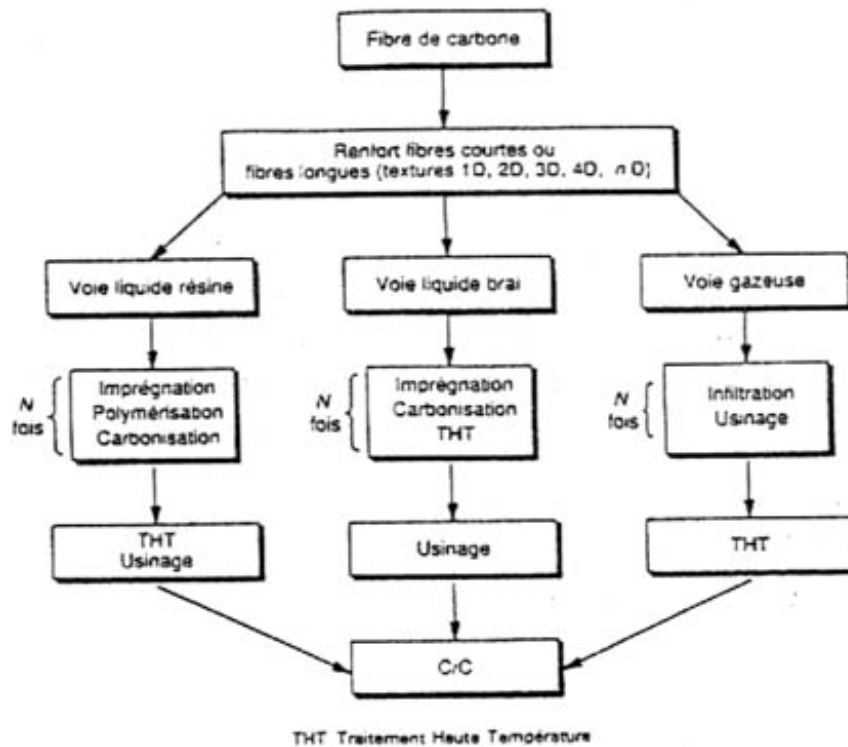 Fibre de carbone
Renfort fibres courtes ou
fibres longues (textures 1D, 2D, 3D, 4D, n D)
Voie liquide résine
Voie liquide brai
Voie gazeuse
N
fois
Imprégnation
Polymérisation
Carbonisation
N
fois
Imprégnation
Carbonisation
THT
N
fois
Infiltration
Usinage
THT
Usinage
Usinage
THT
C/C
THT Traitement Haute Température